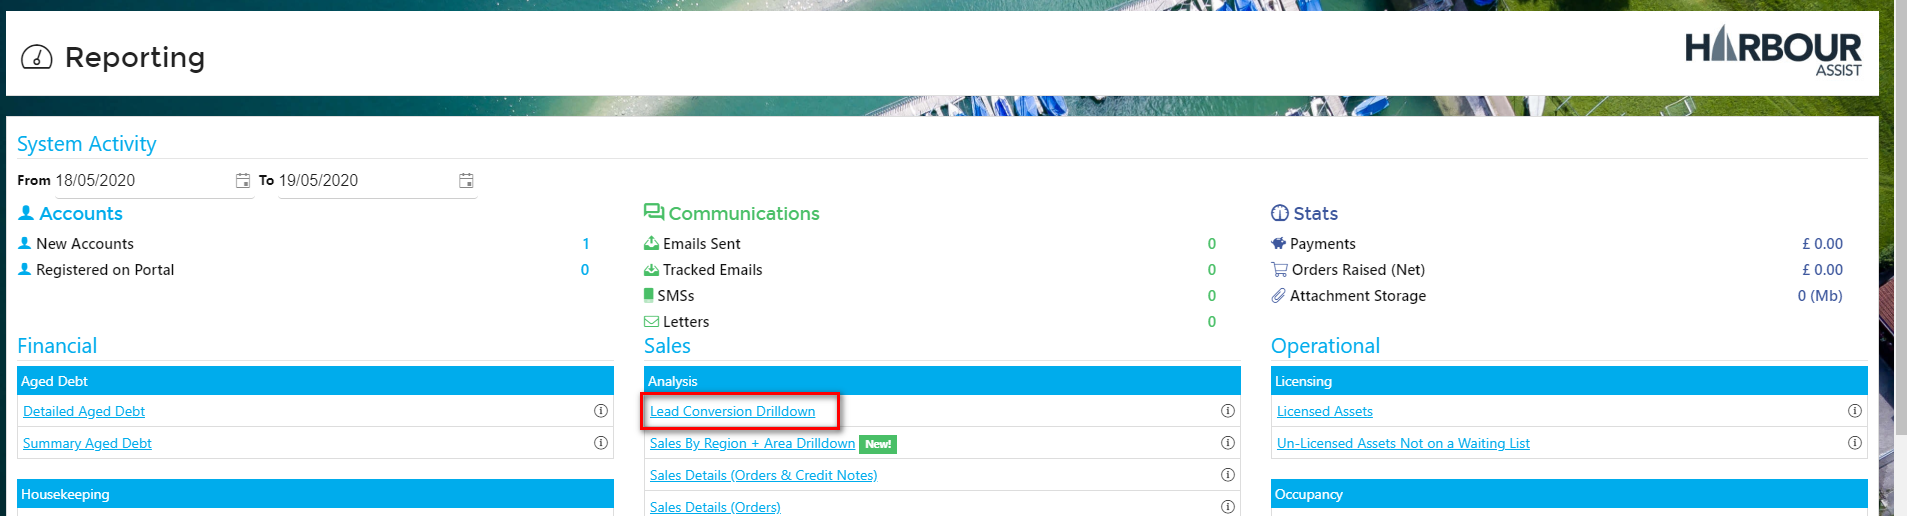 Reporting
HARBOUR
ASSIST
System Activity
From 18/05/2020 To 19/05/2020
Accounts
New Accounts 1
Registered on Portal 0
Communications
Emails Sent 0
Tracked Emails 0
SMSs 0
Letters 0
Stats
Payments £ 0.00
Orders Raised (Net) £ 0.00
Attachment Storage 0 (Mb)
Financial
Aged Debt
Detailed Aged Debt
Summary Aged Debt
Housekeeping
Sales
Analysis
Lead Conversion Drilldown
Sales By Region + Area Drilldown New!
Sales Details (Orders & Credit Notes)
Sales Details (Orders)
Operational
Licensing
Licensed Assets
Un-Licensed Assets Not on a Waiting List
Occupancy